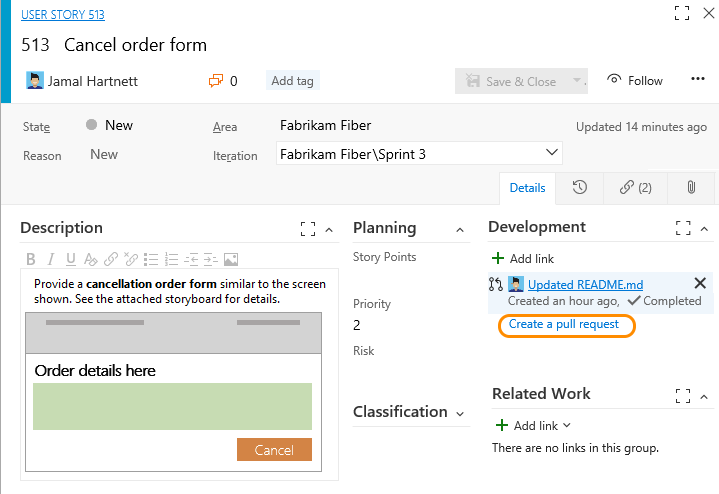 USER STORY 513
513 Cancel order form
Jamal Hartnett
0
Add tag
Save & Close
Follow
State
New
Area
Fabrikam Fiber
Updated 14 minutes ago
Reason
New
Iteration
Fabrikam Fiber\Sprint 3
Details
(2)
Description
B I U
Provide a cancellation order form similar to the screen
shown. See the attached storyboard for details.
Order details here
Cancel
Planning
Story Points
Priority
2
Risk
Classification
Development
Add link
Updated README.md
Created an hour ago, Completed
Create a pull request
Related Work
Add link
There are no links in this group.